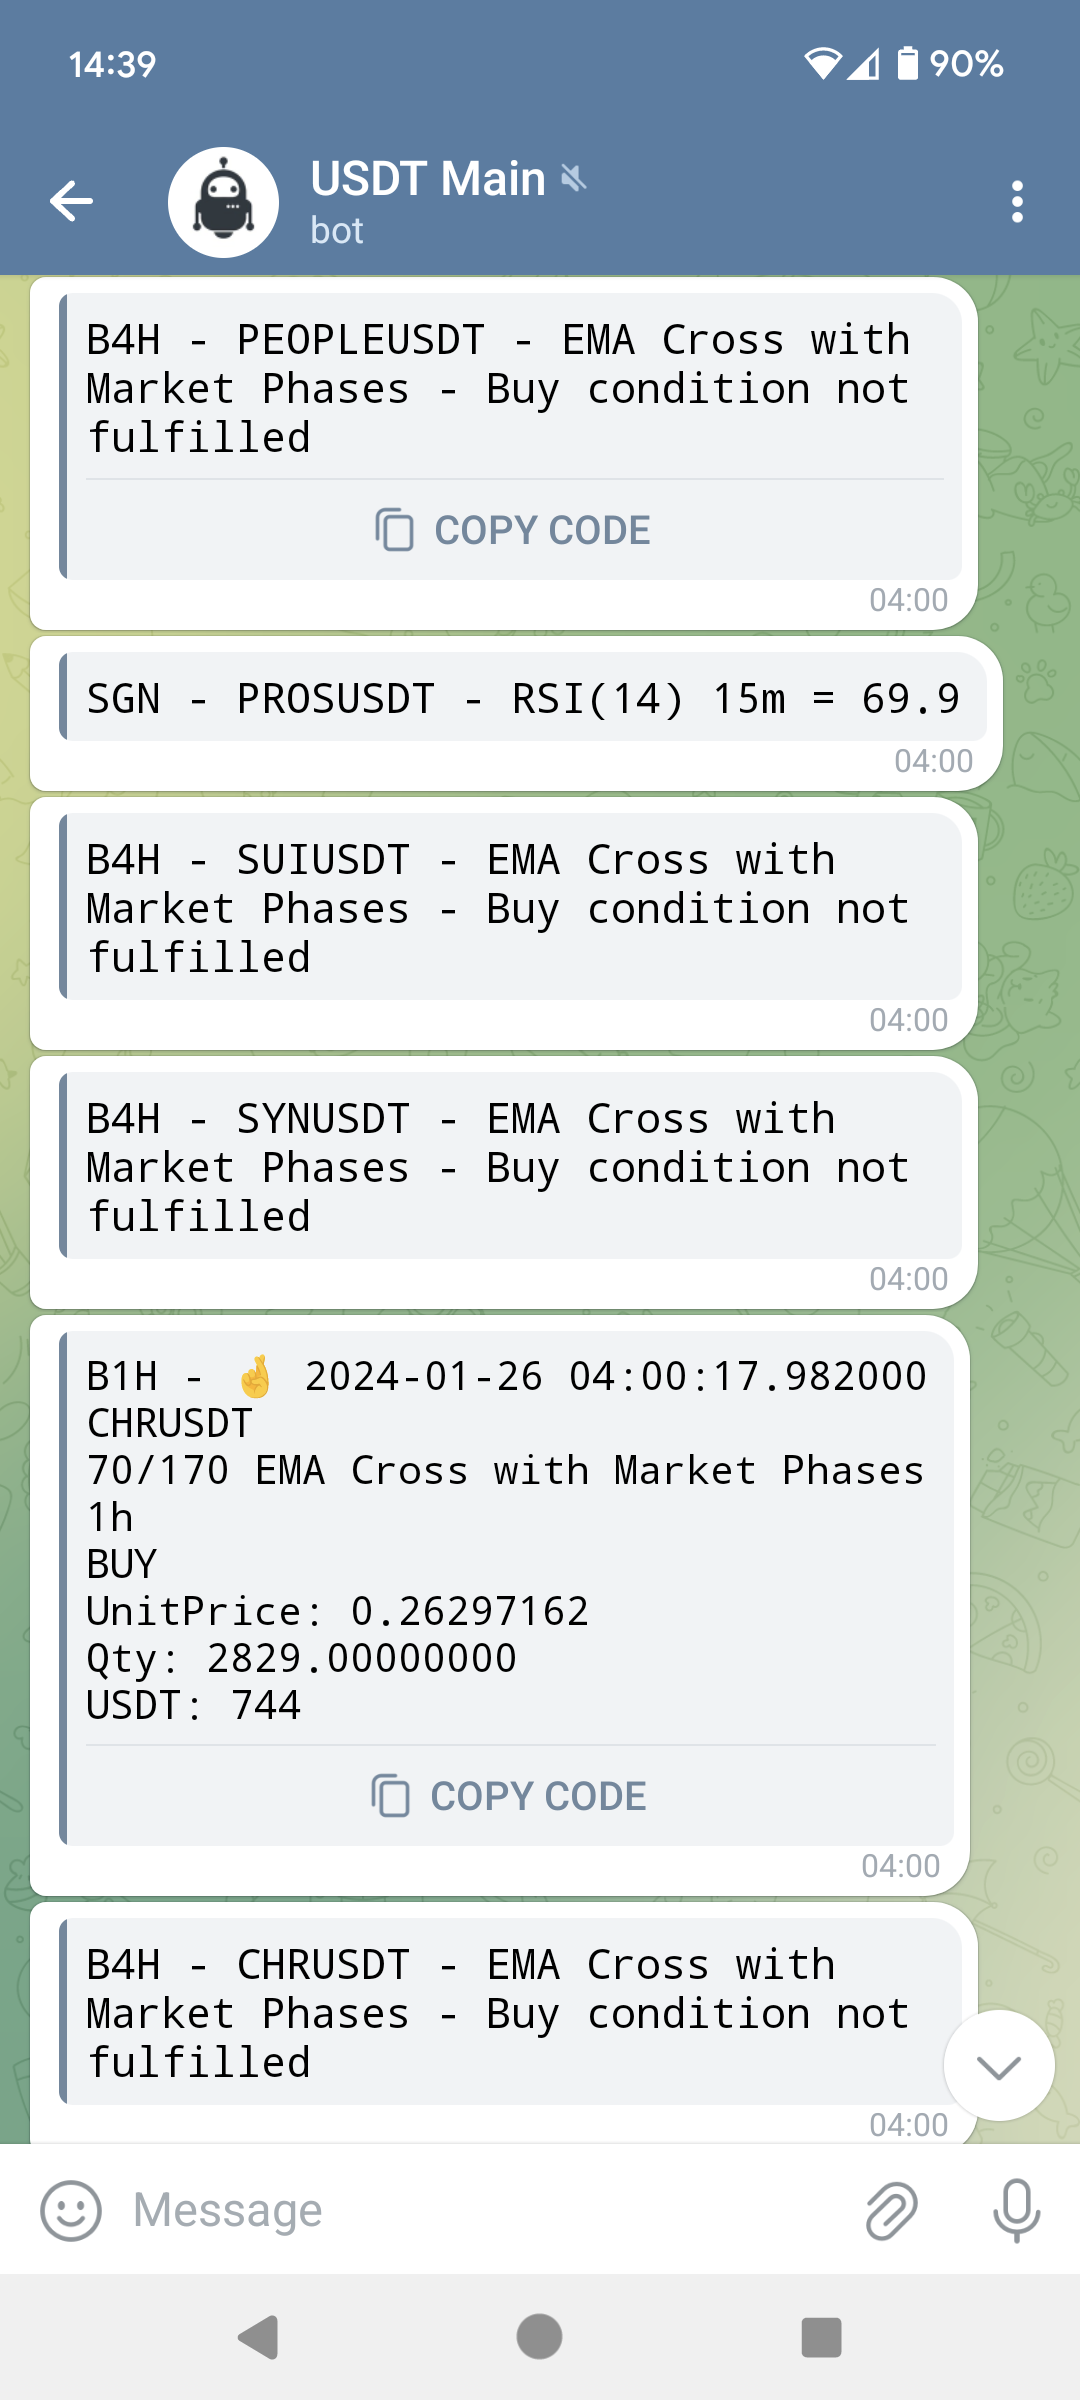 14:39
90%
USDT Main
bot
B4H - PEOPLEUSDT - EMA Cross with
Market Phases - Buy condition not
fulfilled
COPY CODE
04:00
SGN - PROSUSDT - RSI(14) 15m = 69.9
04:00
B4H - SUIUSDT - EMA Cross with
Market Phases - Buy condition not
fulfilled
04:00
B4H - SYNUSDT - EMA Cross with
Market Phases - Buy condition not
fulfilled
04:00
B1H - 🤞 2024-01-26 04:00:17.982000
CHRUSDT
70/170 EMA Cross with Market Phases
1h
BUY
UnitPrice: 0.26297162
Qty: 2829.00000000
USDT: 744
COPY CODE
04:00
B4H - CHRUSDT - EMA Cross with
Market Phases - Buy condition not
fulfilled
04:00
Message